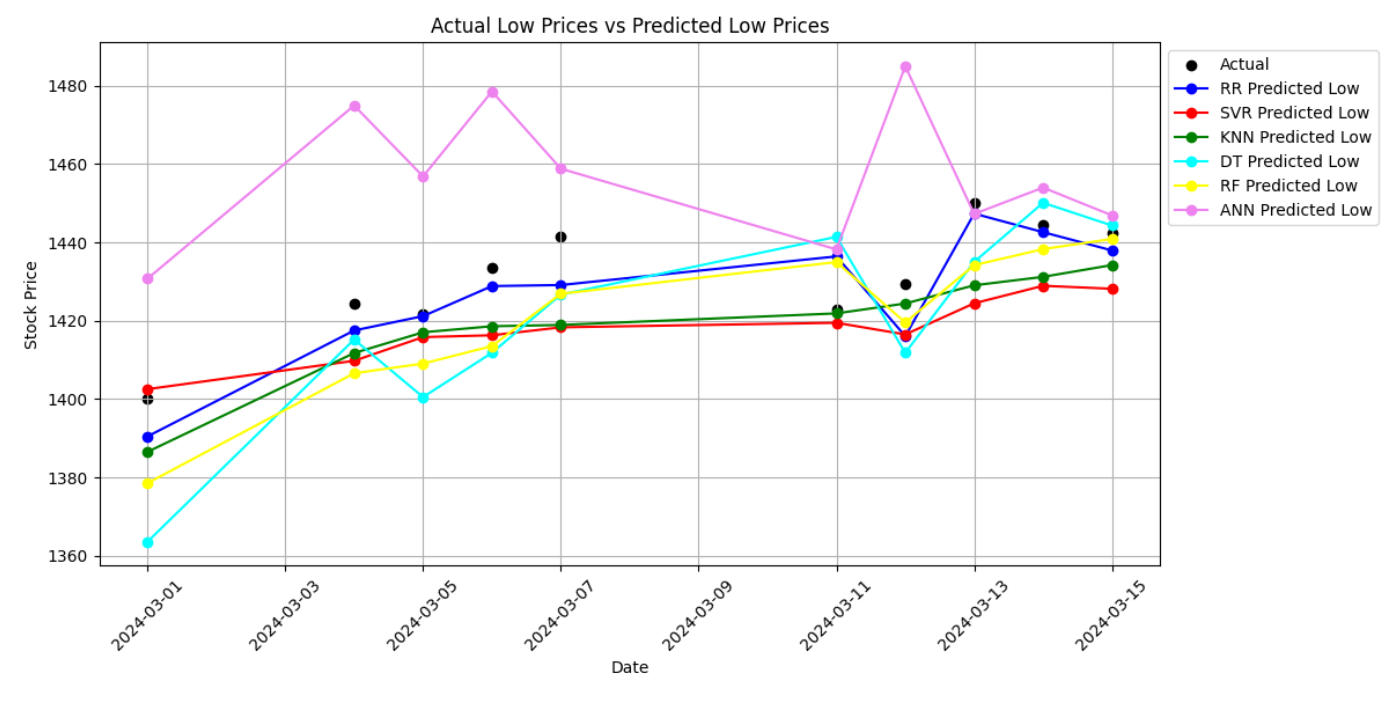 Actual Low Prices vs Predicted Low Prices
Stock Price
1480
1460
1440
1420
1400
1380
1360
2024-03-01
2024-03-03
2024-03-05
2024-03-07
2024-03-09
2024-03-11
2024-03-13
2024-03-15
Date
Actual
RR Predicted Low
SVR Predicted Low
KNN Predicted Low
DT Predicted Low
RF Predicted Low
ANN Predicted Low